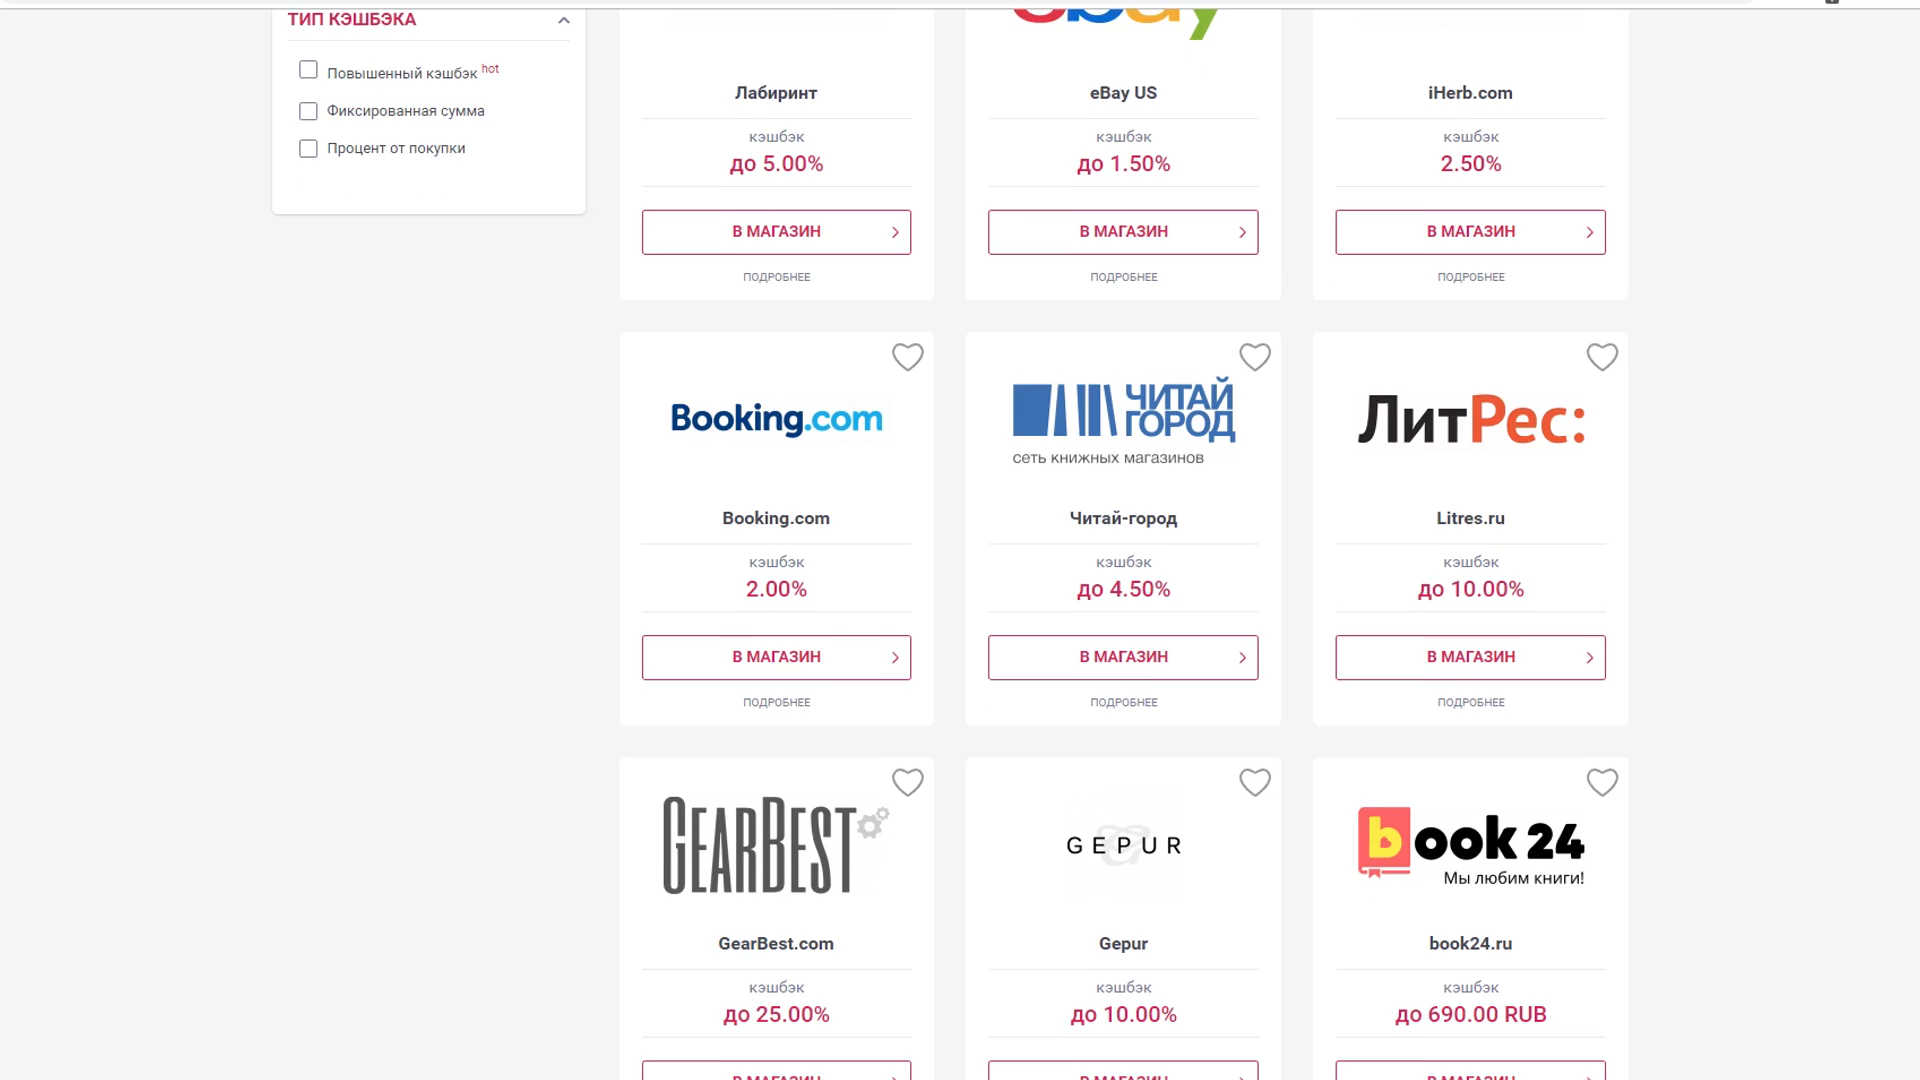 ТИП КЭШБЭКА
Повышенный кэшбэк hot
Фиксированная сумма
Процент от покупки
ebay
Лабиринт
кэшбэк
до 5.00%
В МАГАЗИН
ПОДРОБНЕЕ
eBay US
кэшбэк
до 1.50%
В МАГАЗИН
ПОДРОБНЕЕ
iHerb.com
кэшбэк
2.50%
В МАГАЗИН
ПОДРОБНЕЕ
Booking.com
Booking.com
кэшбэк
2.00%
В МАГАЗИН
ПОДРОБНЕЕ
ЧИТАЙ
ГОРОД
сеть книжных магазинов
Читай-город
кэшбэк
до 4.50%
В МАГАЗИН
ПОДРОБНЕЕ
ЛитРес:
Litres.ru
кэшбэк
до 10.00%
В МАГАЗИН
ПОДРОБНЕЕ
GEARBEST
GearBest.com
кэшбэк
до 25.00%
В МАГАЗИН
GEPUR
Gepur
кэшбэк
до 10.00%
В МАГАЗИН
book 24
Мы любим книги!
book24.ru
кэшбэк
до 690.00 RUB
В МАГАЗИН